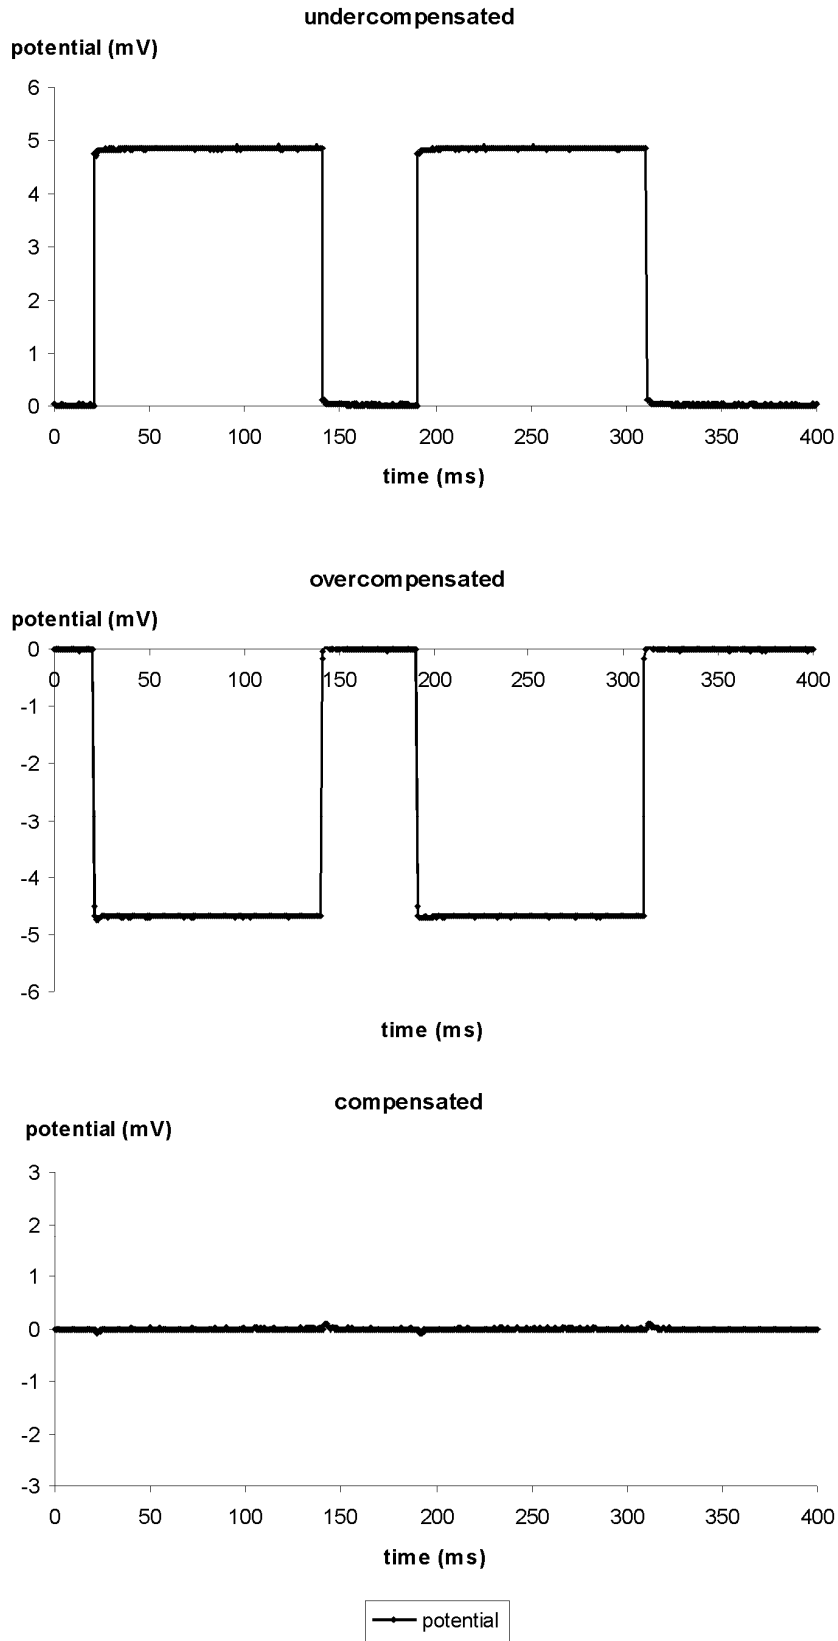 undercompensated
potential (mV)
6
5
4
3
2
1
0
0 50 100 150 200 250 300 350 400
time (ms)
overcompensated
potential (mV)
0
0 50 100 150 200 250 300 350 400
-1
-2
-3
-4
-5
-6
time (ms)
compensated
potential (mV)
3
2
1
0
-1
-2
-3
0 50 100 150 200 250 300 350 400
time (ms)
potential